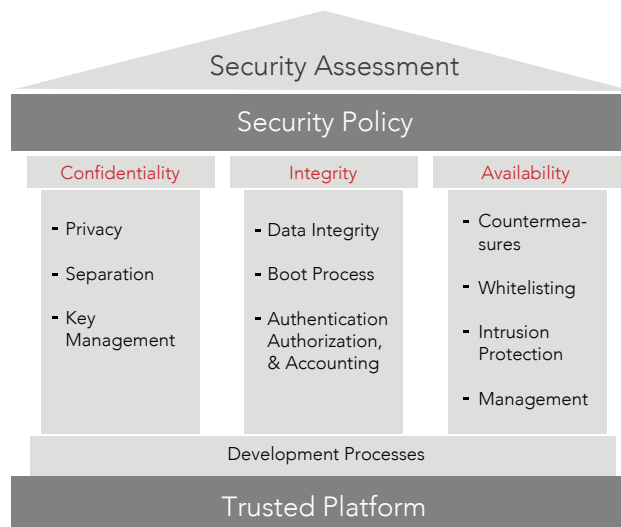 Security Assessment
Security Policy
Confidentiality
- Privacy
- Separation
- Key
Management
Integrity
- Data Integrity
- Boot Process
- Authentication
Authorization,
& Accounting
Availability
- Countermea-
sures
- Whitelisting
- Intrusion
Protection
- Management
Development Processes
Trusted Platform